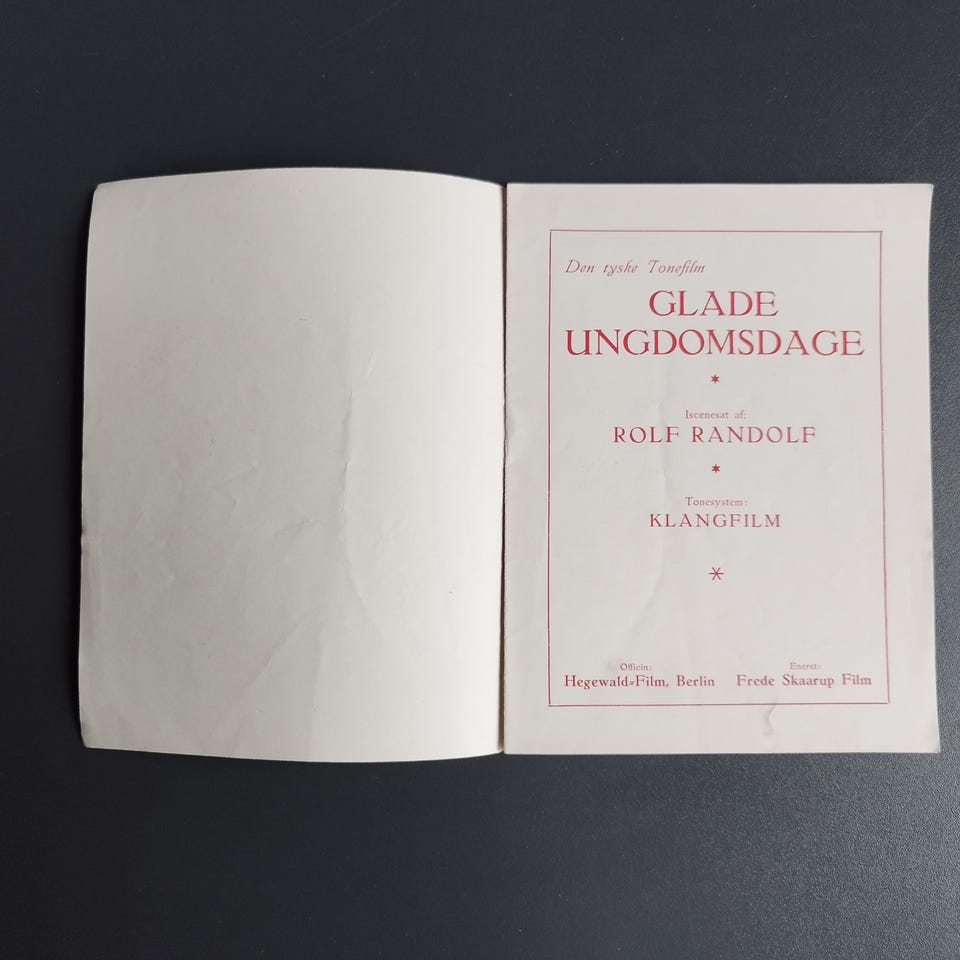 Den tyske Tonefilm
GLADE
UNGDOMSDAGE
Iscenesat af:
ROLF RANDOLF
Tonesystem:
KLANGFILM
Officin:
Hegewald-Film, Berlin
Eneret:
Frede Skaarup Film